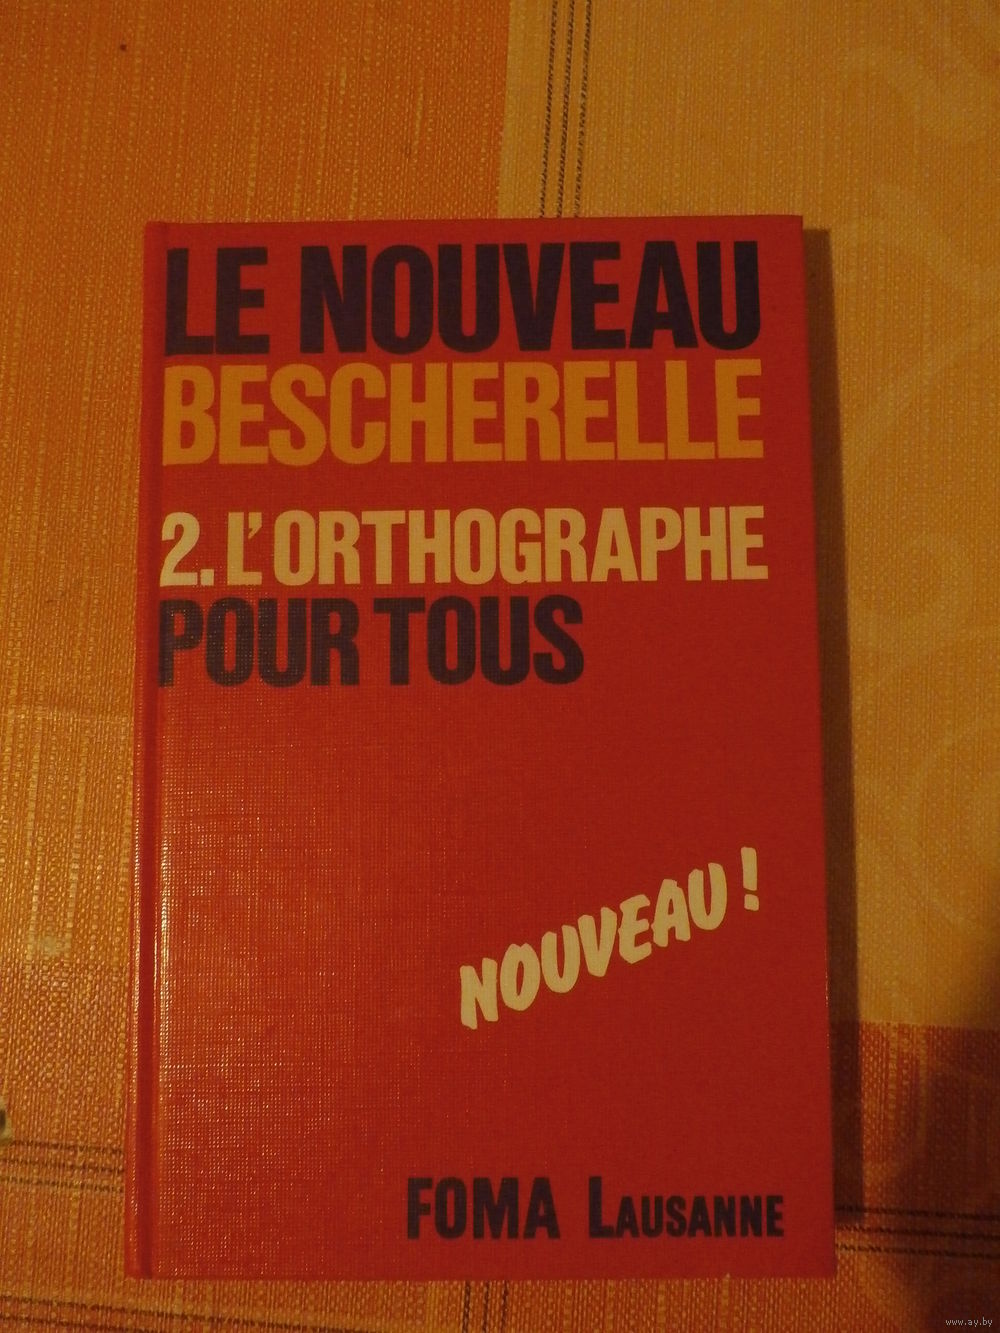 LE NOUVEAU
BESCHERELLE
2. L'ORTHOGRAPHE
POUR TOUS
NOUVEAU !
FOMA LAUSANNE
www.ay.by